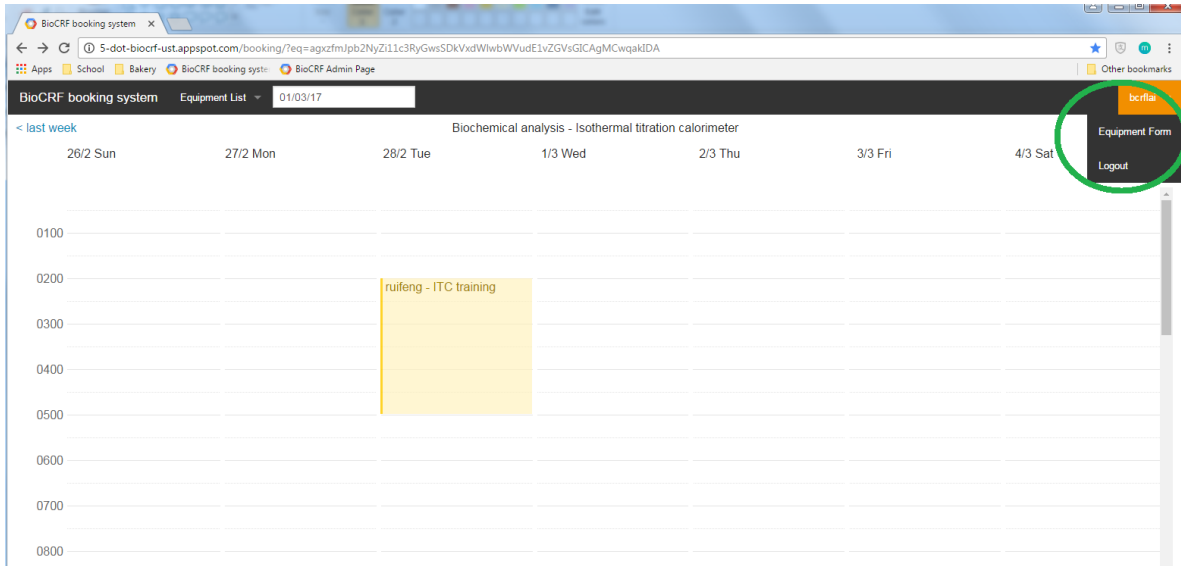 BioCRF booking system
5-dot-biocrf-ust.appspot.com/booking/?eq=agxzfmJpb2NyZi11c3RyGwsSDkVxdWlwbWVudE1vZGVsGICAgMCwqakIDA
Apps School Bakery BioCRF booking syste BioCRF Admin Page Other bookmarks
BioCRF booking system Equipment List 01/03/17 bcrflai
< last week Biochemical analysis - Isothermal titration calorimeter Equipment Form
26/2 Sun 27/2 Mon 28/2 Tue 1/3 Wed 2/3 Thu 3/3 Fri 4/3 Sat
Logout
0100
0200
ruifeng - ITC training
0300
0400
0500
0600
0700
0800